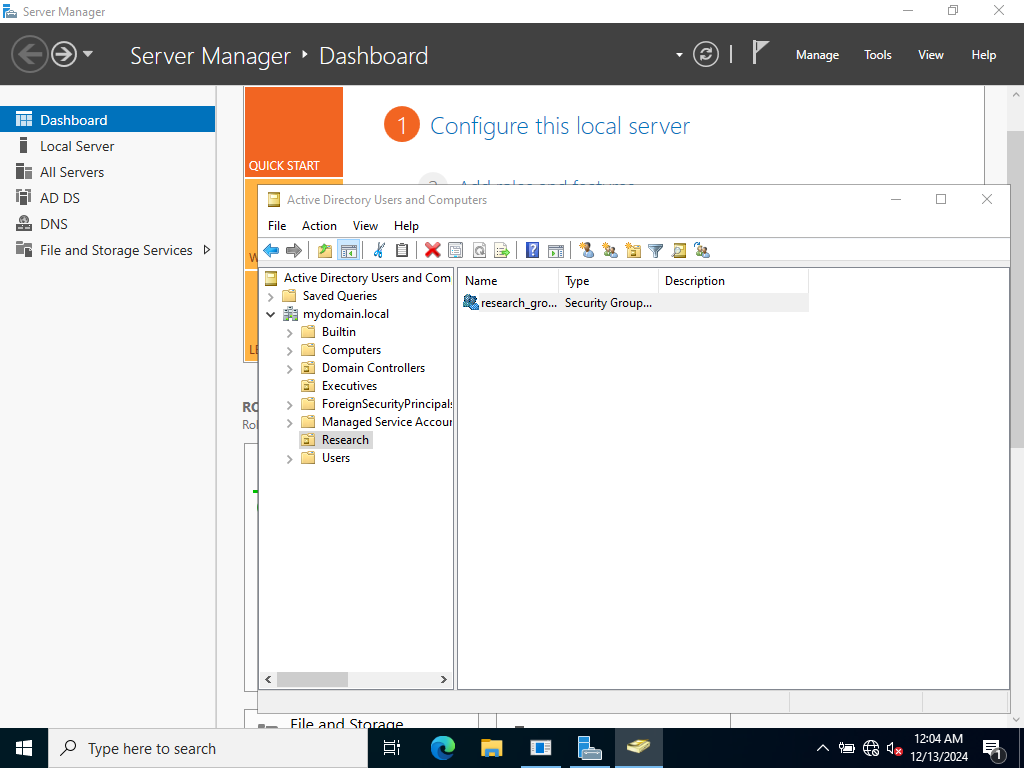 Server Manager
Server Manager
Dashboard
Manage
Tools
View
Help
Dashboard
Local Server
All Servers
AD DS
DNS
File and Storage Services
QUICK START
1
Configure this local server
Active Directory Users and Computers
File
Action
View
Help
Active Directory Users and Com
Saved Queries
mydomain.local
Builtin
Computers
Domain Controllers
Executives
ForeignSecurityPrincipals
Managed Service Accour
Research
Users
Name
Type
Description
research_gro...
Security Group...
File and Storage
Type here to search
12:04 AM
12/13/2024
1